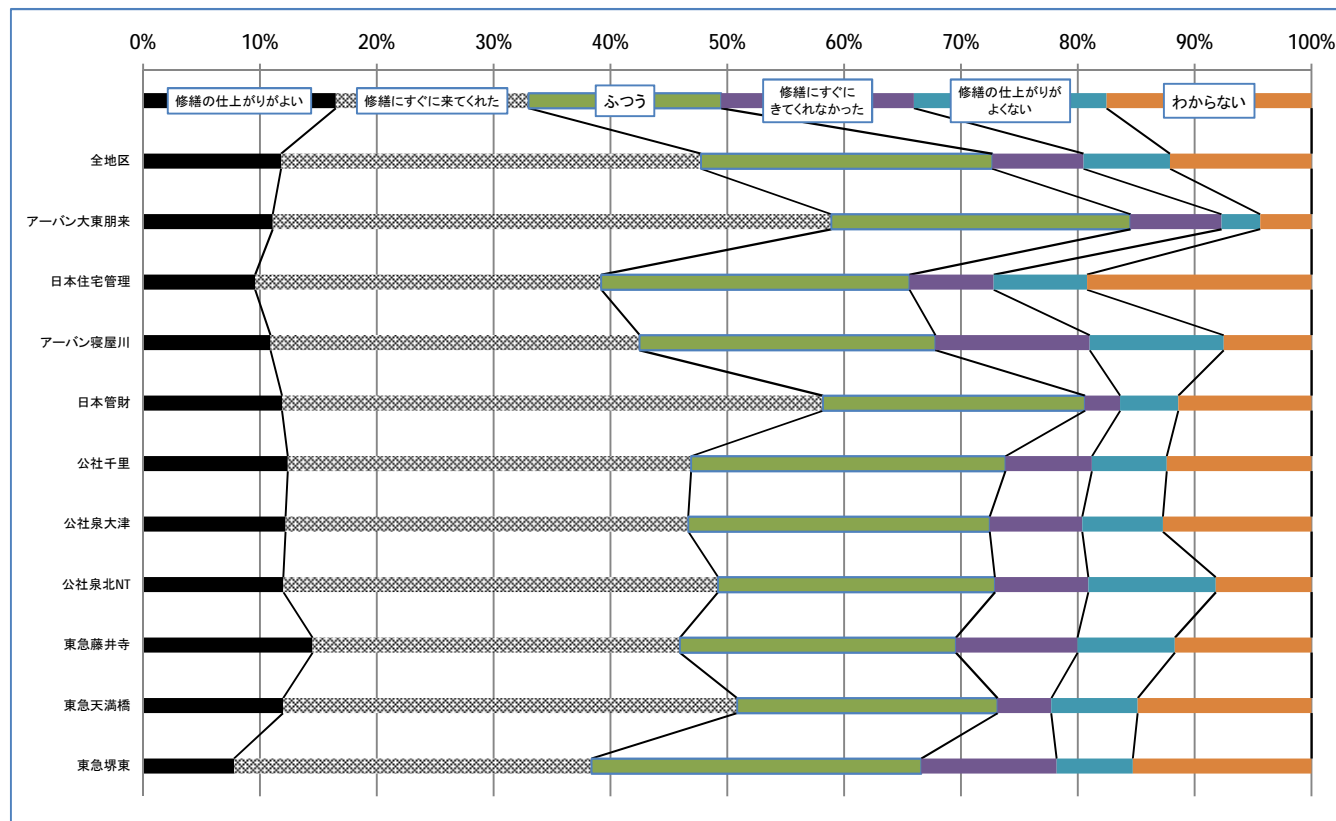 0% 10% 20% 30% 40% 50% 60% 70% 80% 90% 100%
修繕の仕上がりがよい
修繕にすぐに来てくれた
ふつう
修繕にすぐに
きてくれなかった
修繕の仕上がりが
よくない
わからない
全地区
アーバン大東朋来
日本住宅管理
アーバン寝屋川
日本管財
公社千里
公社泉大津
公社泉北NT
東急藤井寺
東急天満橋
東急堺東